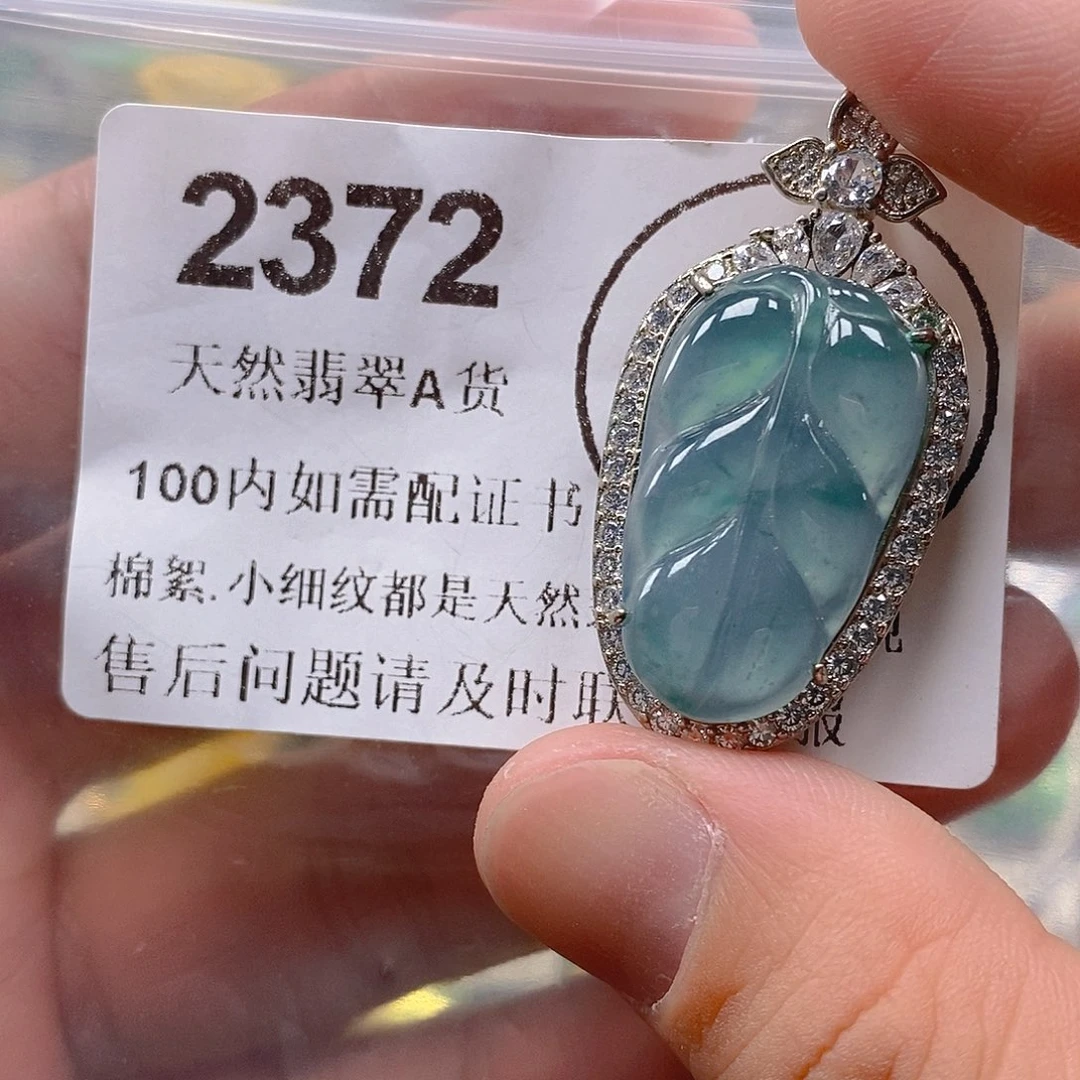 2372
天然翡翠A货
100内如需配证书
棉絮.小细纹都是天然
售后问题请及时联